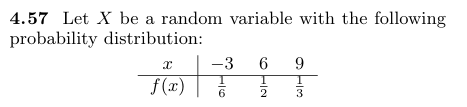 4.57 Let X be a random variable with the following
probability distribution:
x | −3 6 9
f(x) | 1/6 1/2 1/3